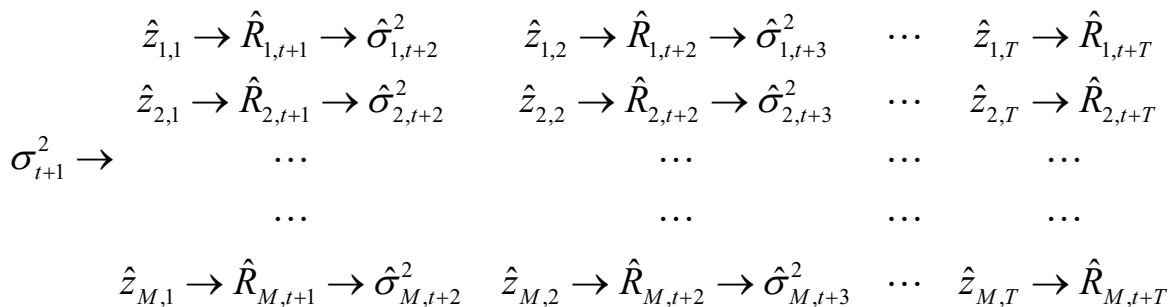 ẑ_{1,1} → R̂_{1,t+1} → σ̂²_{1,t+2} ẑ_{1,2} → R̂_{1,t+2} → σ̂²_{1,t+3} ⋯ ẑ_{1,T} → R̂_{1,t+T}
ẑ_{2,1} → R̂_{2,t+1} → σ̂²_{2,t+2} ẑ_{2,2} → R̂_{2,t+2} → σ̂²_{2,t+3} ⋯ ẑ_{2,T} → R̂_{2,t+T}
σ²_{t+1} → ⋯ ⋯ ⋯ ⋯
⋯ ⋯ ⋯ ⋯
ẑ_{M,1} → R̂_{M,t+1} → σ̂²_{M,t+2} ẑ_{M,2} → R̂_{M,t+2} → σ̂²_{M,t+3} ⋯ ẑ_{M,T} → R̂_{M,t+T}